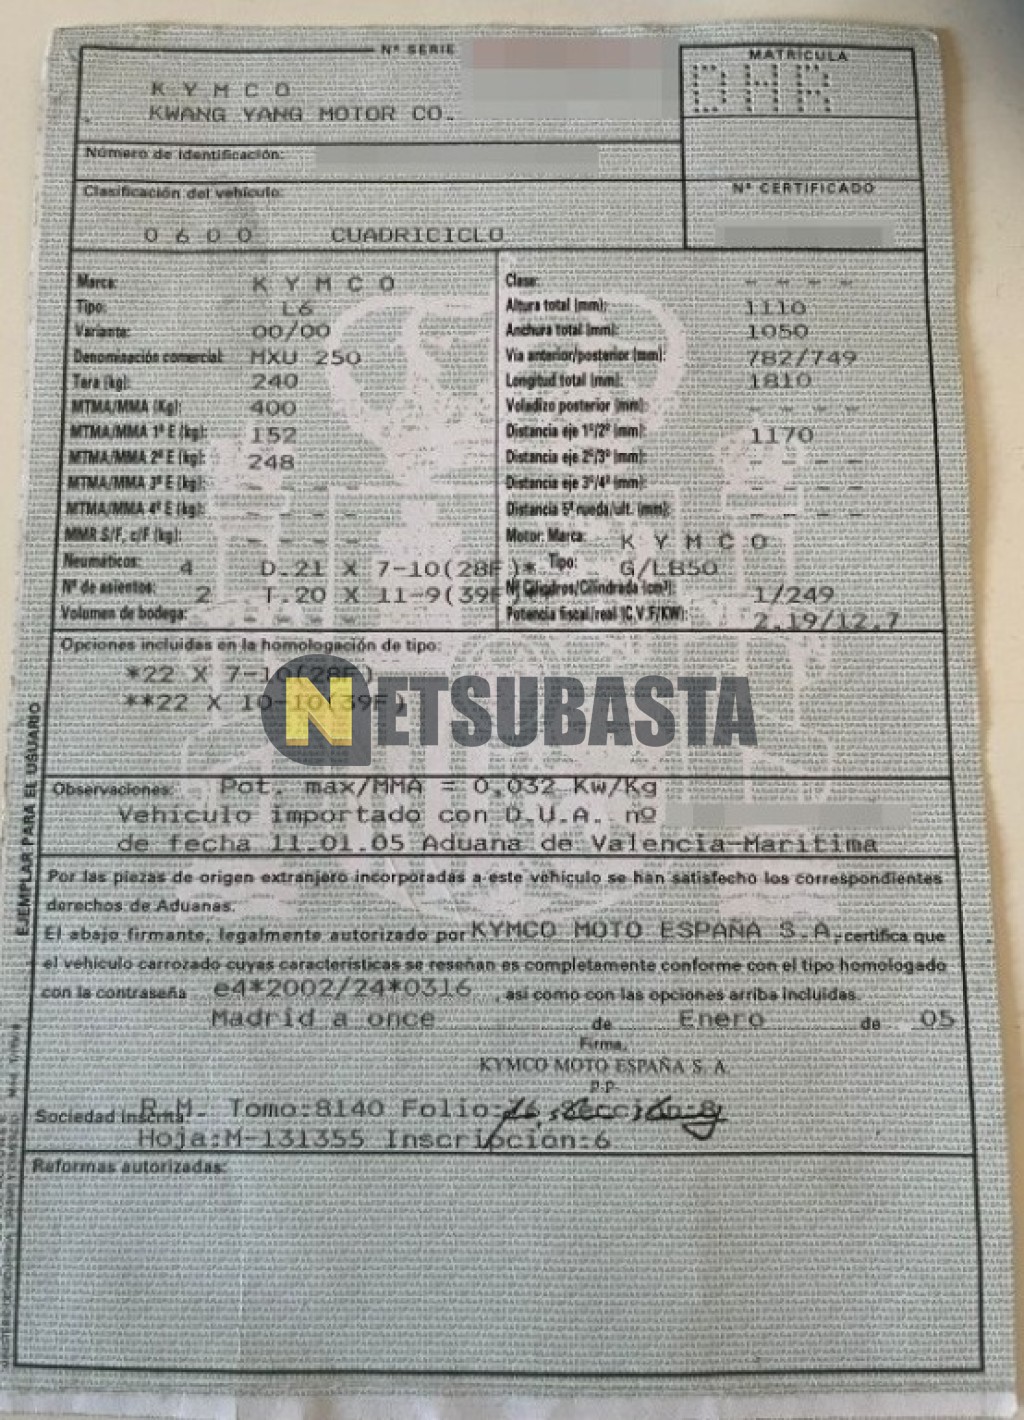 Nº SERIE
MATRICULA
K Y M C O
DHR
KWANG YANG MOTOR CO.
Número de identificación:
Clasificación del vehículo:
Nº CERTIFICADO
0600 CUADRICICLO
Marca: K Y M C O
Tipo: L6
Variante: 00/00
Denominación comercial: MXU 250
Tara (kg): 240
MTMA/MMA (Kg): 400
MTMA/MMA 1º E (kg): 152
MTMA/MMA 2º E (kg): 248
MTMA/MMA 3º E (kg): - - - -
MTMA/MMA 4º E (kg): - - - -
MMR S/F, c/F (kg): - - - -
Neumáticos: 4 D.21 X 7-10(28F)*
Nº de asientos: 2 T.20 X 11-9(39F)
Volumen de bodega: - - - -
Clase: - - - -
Altura total (mm): 1110
Anchura total (mm): 1050
Vía anterior/posterior (mm): 782/749
Longitud total (mm): 1810
Voladizo posterior (mm): - - - -
Distancia eje 1º/2º (mm): 1170
Distancia eje 2º/3º (mm): - - - -
Distancia eje 3º/4º (mm): - - - -
Distancia 5ª rueda/ult. (mm): - - - -
Motor: Marca: K Y M C O
Tipo: G/LB50
Nº Cilindros/Cilindrada (cm³): 1/249
Potencia fiscal/real (C.V.F/KW): 2,19/12,7
Opciones incluidas en la homologación de tipo:
*22 X 7-10(28F)
**22 X 10-10(39F)
NETSUBASTA
Observaciones: Pot. max/MMA = 0,032 Kw/Kg
Vehículo importado con D.U.A. nº
de fecha 11.01.05 Aduana de Valencia-Marítima
Por las piezas de origen extranjero incorporadas a este vehículo se han satisfecho los correspondientes
derechos de Aduanas.
El abajo firmante, legalmente autorizado por KYMCO MOTO ESPAÑA S.A. certifica que
el vehículo carrozado cuyas características se reseñan es completamente conforme con el tipo homologado
con la contraseña e4*2002/24*0316, así como con las opciones arriba incluidas.
Madrid a once de Enero de 05
Firma,
KYMCO MOTO ESPAÑA S. A.
P.P.
Sociedad inscrita: R.M. Tomo:8140 Folio:76, Sección:8
Hoja:M-131355 Inscripción:6
Reformas autorizadas:
EJEMPLAR PARA EL USUARIO